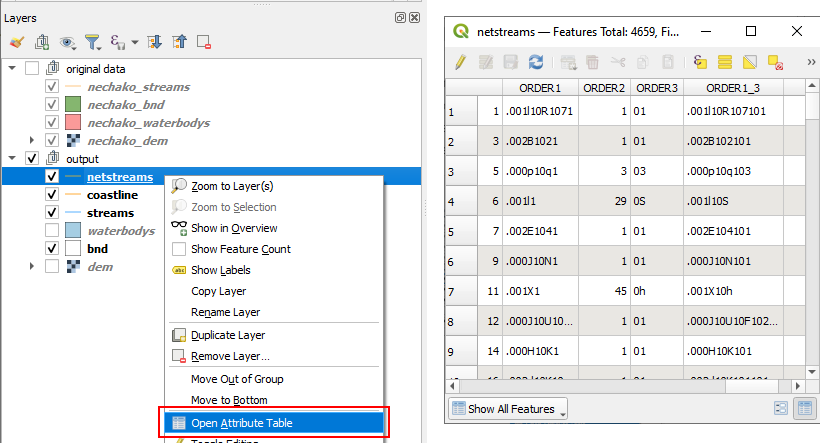 Layers
original data
nechako_streams
nechako_bnd
nechako_waterbodys
nechako_dem
output
netstreams
coastline
streams
waterbodys
bnd
dem
Zoom to Layer(s)
Zoom to Selection
Show in Overview
Show Feature Count
abc Show Labels
Copy Layer
Rename Layer
Duplicate Layer
Remove Layer...
Move Out of Group
Move to Bottom
Open Attribute Table
Toggle Editing
netstreams — Features Total: 4659, Fi...
ORDER1 ORDER2 ORDER3 ORDER1_3
1 1 .001l10R1071 1 01 .001l10R107101
2 3 .002B1021 1 01 .002B102101
3 5 .000p10q1 3 03 .000p10q103
4 6 .001l1 29 0S .001l10S
5 7 .002E1041 1 01 .002E104101
6 9 .000J10N1 1 01 .000J10N101
7 11 .001X1 45 0h .001X10h
8 12 .000J10U10... 1 01 .000J10U10F102...
9 14 .000H10K1 1 01 .000H10K101
Show All Features